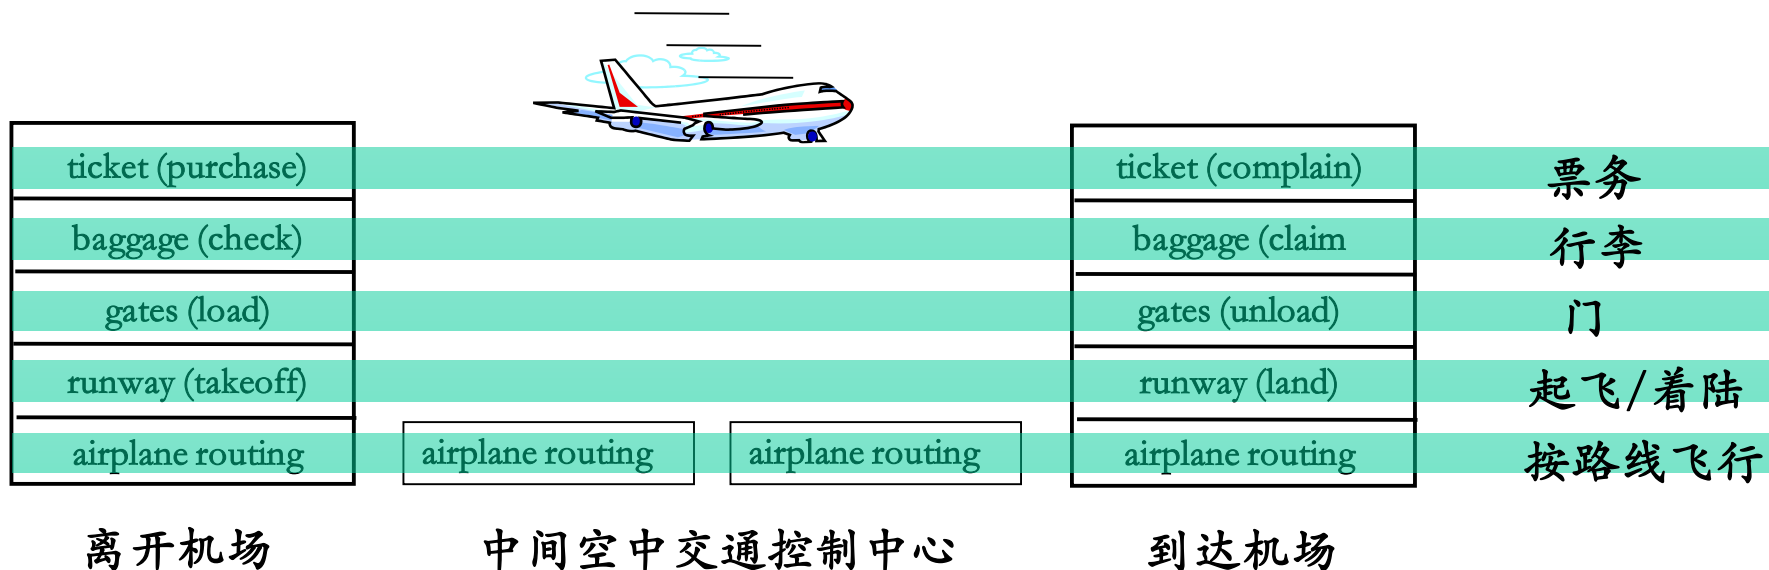 ticket (purchase) ticket (complain) 票务
baggage (check) baggage (claim 行李
gates (load) gates (unload) 门
runway (takeoff) runway (land) 起飞/着陆
airplane routing airplane routing airplane routing airplane routing 按路线飞行
离开机场 中间空中交通控制中心 到达机场